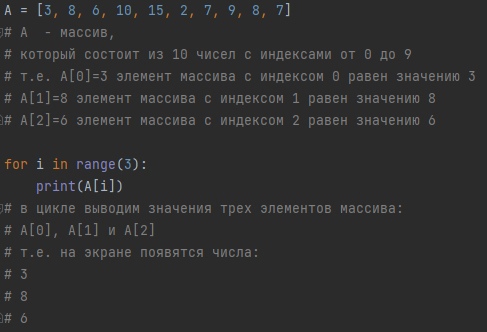 A = [3, 8, 6, 10, 15, 2, 7, 9, 8, 7]
# A  - массив,
# который состоит из 10 чисел с индексами от 0 до 9
# т.е. A[0]=3 элемент массива с индексом 0 равен значению 3
# A[1]=8 элемент массива с индексом 1 равен значению 8
# A[2]=6 элемент массива с индексом 2 равен значению 6
for i in range(3):
    print(A[i])
# в цикле выводим значения трех элементов массива:
# A[0], A[1] и A[2]
# т.е. на экране появятся числа:
# 3
# 8
# 6